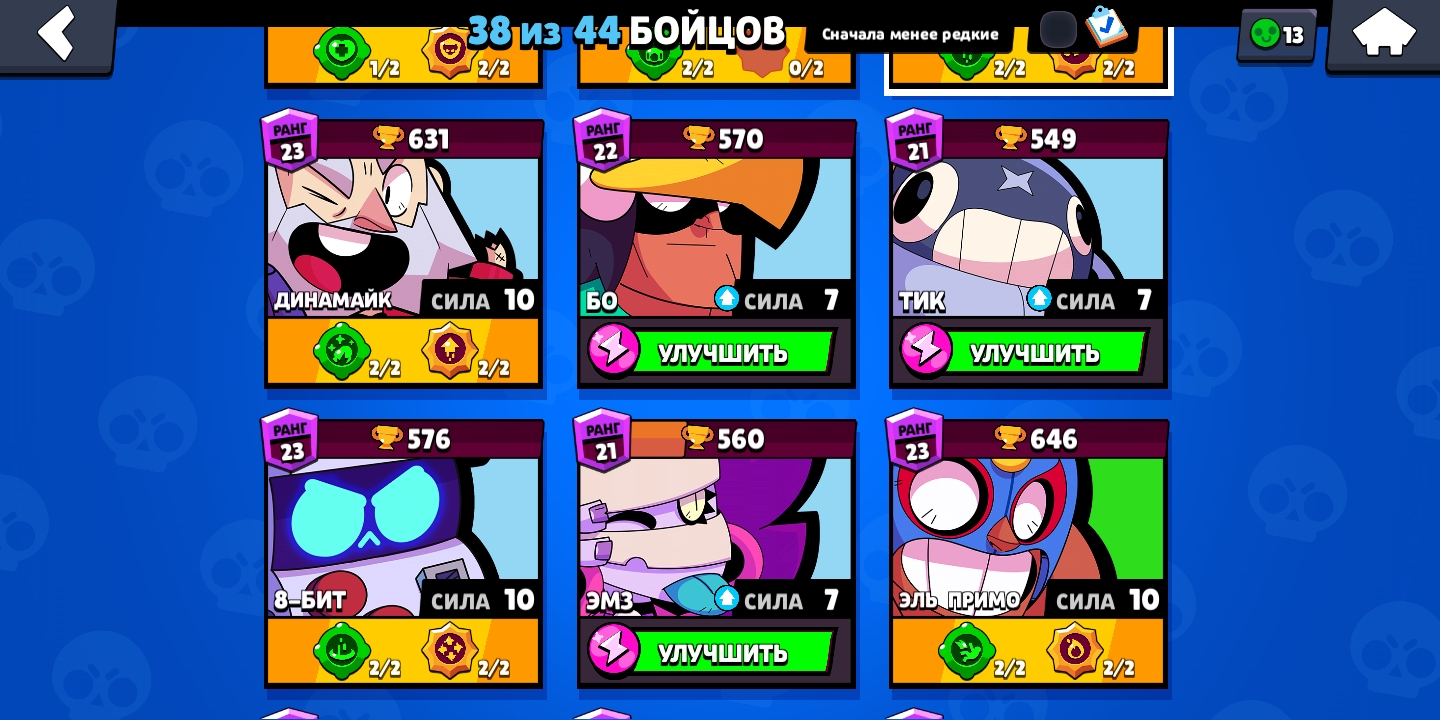 38 из 44 БОЙЦОВ
Сначала менее редкие
13
1/2 2/2 2/2 0/2 2/2 2/2
РАНГ 23 631
РАНГ 22 570
РАНГ 21 549
ДИНАМАЙК СИЛА 10
БО СИЛА 7
ТИК СИЛА 7
2/2 2/2
УЛУЧШИТЬ
УЛУЧШИТЬ
РАНГ 23 576
РАНГ 21 560
РАНГ 23 646
8-БИТ СИЛА 10
ЭМЗ СИЛА 7
ЭЛЬ ПРИМО СИЛА 10
2/2 2/2
УЛУЧШИТЬ
2/2 2/2